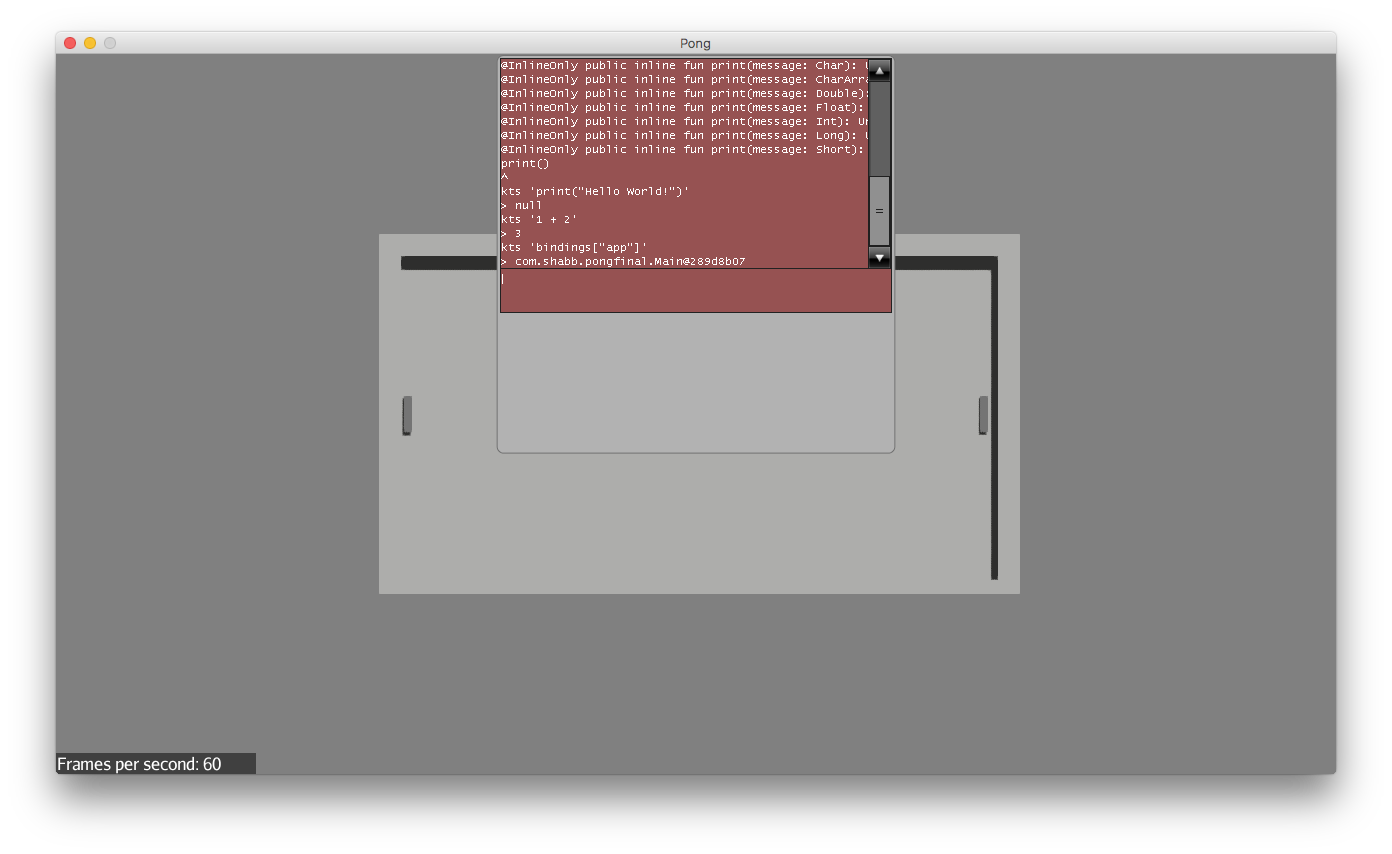 Pong
@InlineOnly public inline fun print(message: Char):
@InlineOnly public inline fun print(message: CharArra
@InlineOnly public inline fun print(message: Double):
@InlineOnly public inline fun print(message: Float):
@InlineOnly public inline fun print(message: Int): Un
@InlineOnly public inline fun print(message: Long):
@InlineOnly public inline fun print(message: Short):
print()
^
kts 'print("Hello World!")'
> null
kts '1 + 2'
> 3
kts 'bindings["app"]'
> com.shabb.pongfinal.Main@289d8b07
Frames per second: 60